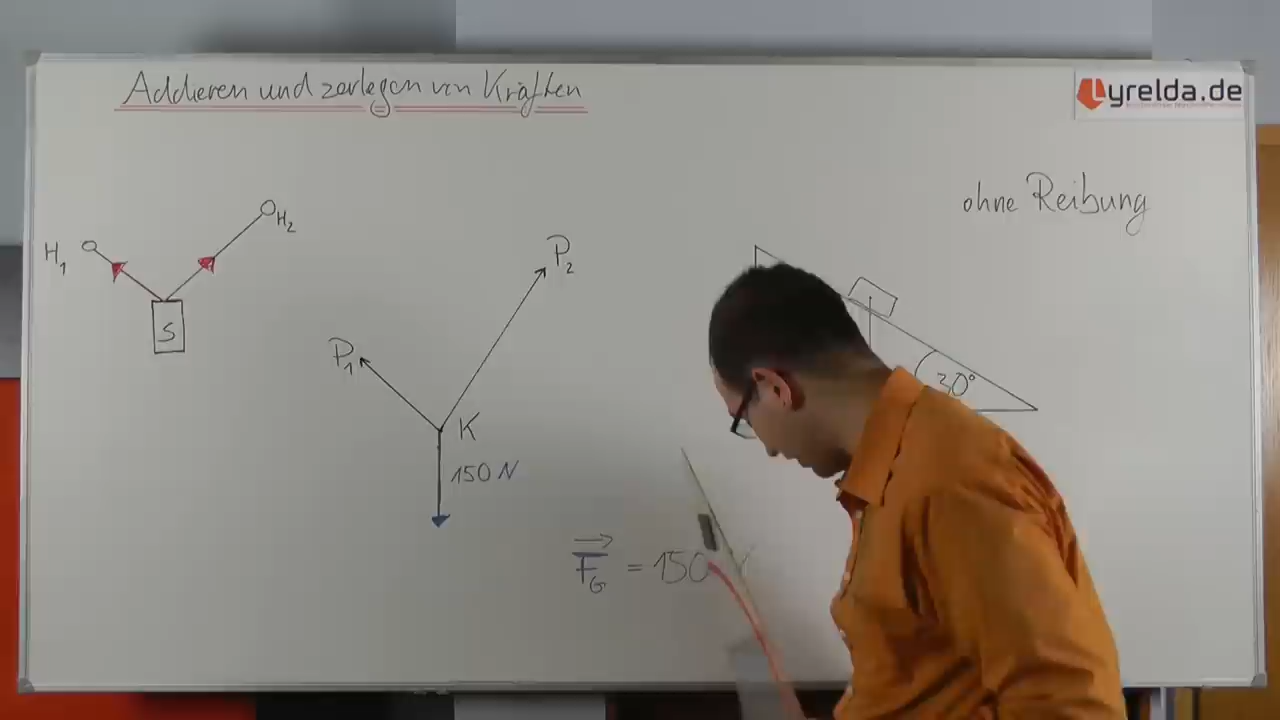 Addieren und zerlegen von Kräften
Lyrelda.de
ohne Reibung
H1
H2
S
P2
P1
K
30°
150 N
FG = 150